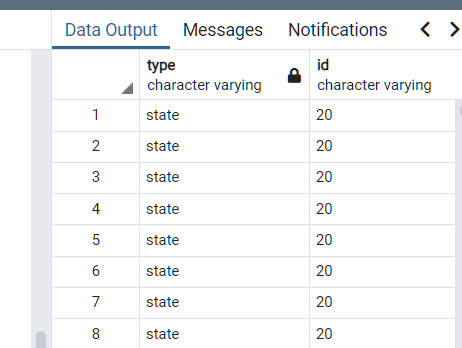 Data Output Messages Notifications
type id
character varying character varying
1 state 20
2 state 20
3 state 20
4 state 20
5 state 20
6 state 20
7 state 20
8 state 20